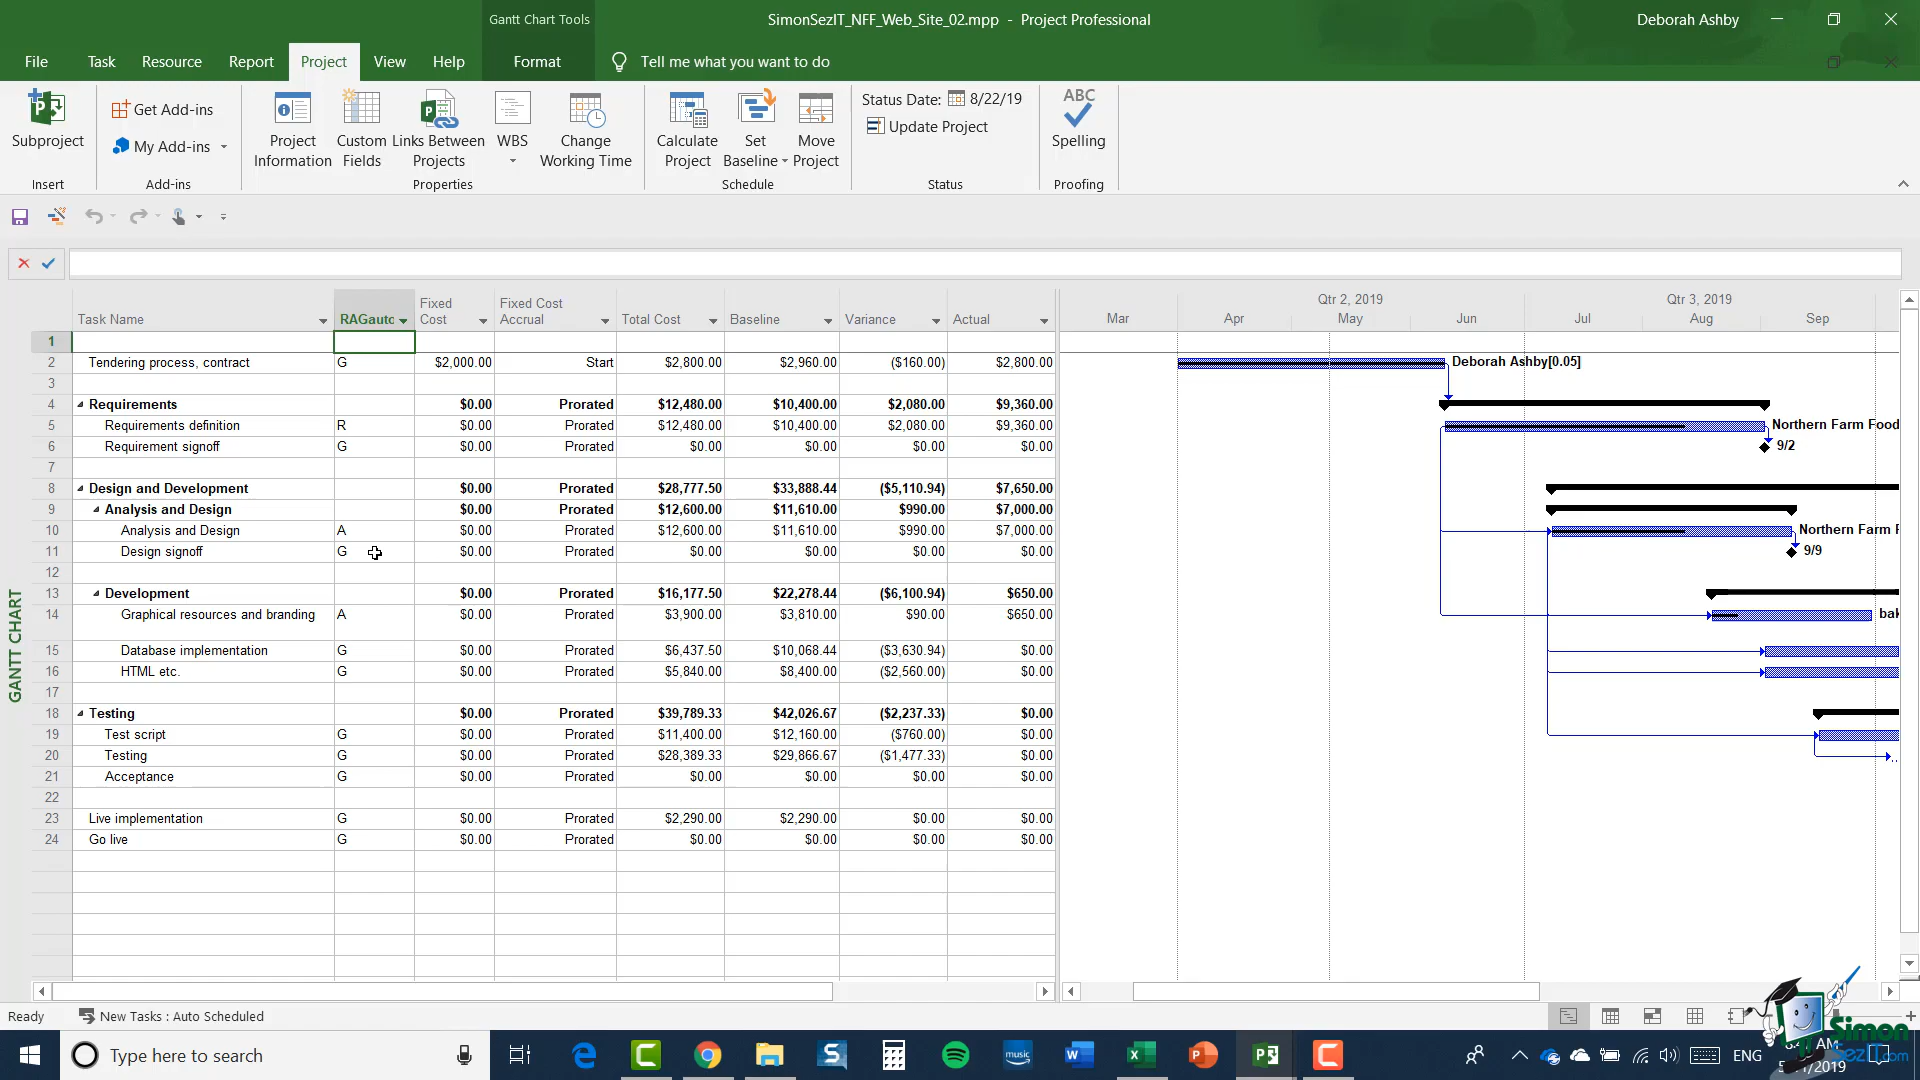 Gantt Chart Tools
SimonSezIT_NFF_Web_Site_02.mpp - Project Professional
Deborah Ashby
File Task Resource Report Project View Help Format Tell me what you want to do
Subproject
Insert
Get Add-ins
My Add-ins
Add-ins
Project Information
Custom Fields
Links Between Projects
WBS
Change Working Time
Properties
Calculate Project
Set Baseline
Move Project
Schedule
Status Date: 8/22/19
Update Project
Status
ABC
Spelling
Proofing
GANTT CHART
Task Name RAGauto Fixed Cost Fixed Cost Accrual Total Cost Baseline Variance Actual
1
2 Tendering process, contract G $2,000.00 Start $2,800.00 $2,960.00 ($160.00) $2,800.00
3
4 Requirements $0.00 Prorated $12,480.00 $10,400.00 $2,080.00 $9,360.00
5 Requirements definition R $0.00 Prorated $12,480.00 $10,400.00 $2,080.00 $9,360.00
6 Requirement signoff G $0.00 Prorated $0.00 $0.00 $0.00 $0.00
7
8 Design and Development $0.00 Prorated $28,777.50 $33,888.44 ($5,110.94) $7,650.00
9 Analysis and Design $0.00 Prorated $12,600.00 $11,610.00 $990.00 $7,000.00
10 Analysis and Design A $0.00 Prorated $12,600.00 $11,610.00 $990.00 $7,000.00
11 Design signoff G $0.00 Prorated $0.00 $0.00 $0.00 $0.00
12
13 Development $0.00 Prorated $16,177.50 $22,278.44 ($6,100.94) $650.00
14 Graphical resources and branding A $0.00 Prorated $3,900.00 $3,810.00 $90.00 $650.00
15 Database implementation G $0.00 Prorated $6,437.50 $10,068.44 ($3,630.94) $0.00
16 HTML etc. G $0.00 Prorated $5,840.00 $8,400.00 ($2,560.00) $0.00
17
18 Testing $0.00 Prorated $39,789.33 $42,026.67 ($2,237.33) $0.00
19 Test script G $0.00 Prorated $11,400.00 $12,160.00 ($760.00) $0.00
20 Testing G $0.00 Prorated $28,389.33 $29,866.67 ($1,477.33) $0.00
21 Acceptance G $0.00 Prorated $0.00 $0.00 $0.00 $0.00
22
23 Live implementation G $0.00 Prorated $2,290.00 $2,290.00 $0.00 $0.00
24 Go live G $0.00 Prorated $0.00 $0.00 $0.00 $0.00
Qtr 2, 2019 Qtr 3, 2019
Mar Apr May Jun Jul Aug Sep
Deborah Ashby[0.05]
Northern Farm Food
9/2
Northern Farm F
9/9
bak
Ready New Tasks : Auto Scheduled
Type here to search
music
ENG
Simon
SezIT.com